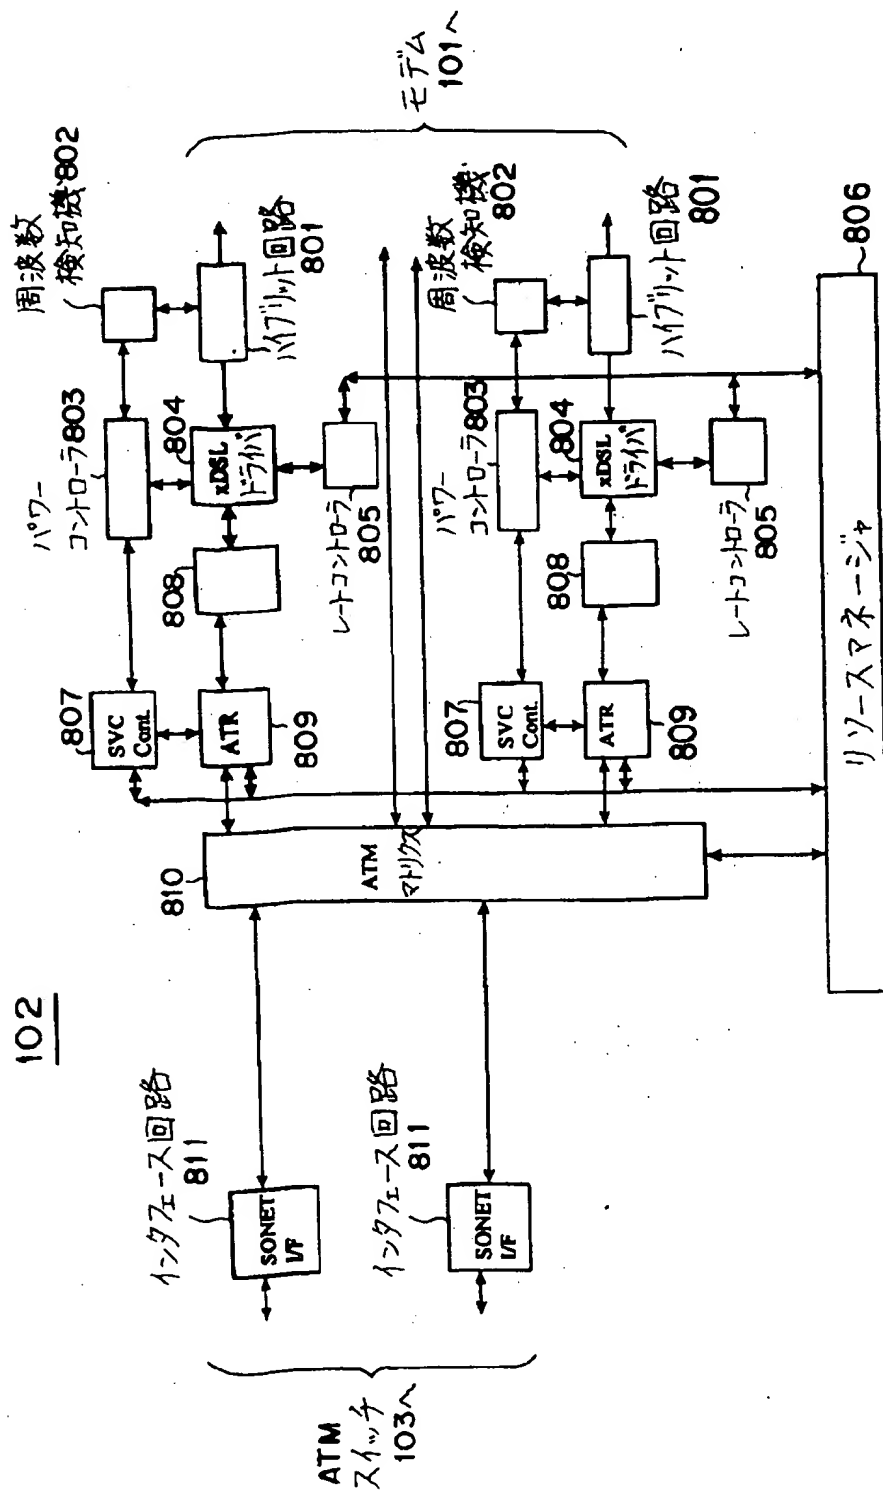 102
周波数
検知機 802
パワー
コントローラ 803
807
SVC
Cont.
808
804
xDSL
ドライバ
ハイブリット回路
801
810
ATR
809
レートコントローラ
805
モデム
101へ
インタフェース回路
811
SONET
I/F
ATM
マトリクス
ATM
スイッチ
103へ
周波数
検知機
802
パワー
コントローラ 803
807
SVC
Cont.
808
804
xDSL
ドライバ
ハイブリット回路
801
インタフェース回路
811
SONET
I/F
ATR
809
レートコントローラ
805
リソースマネージャ
806